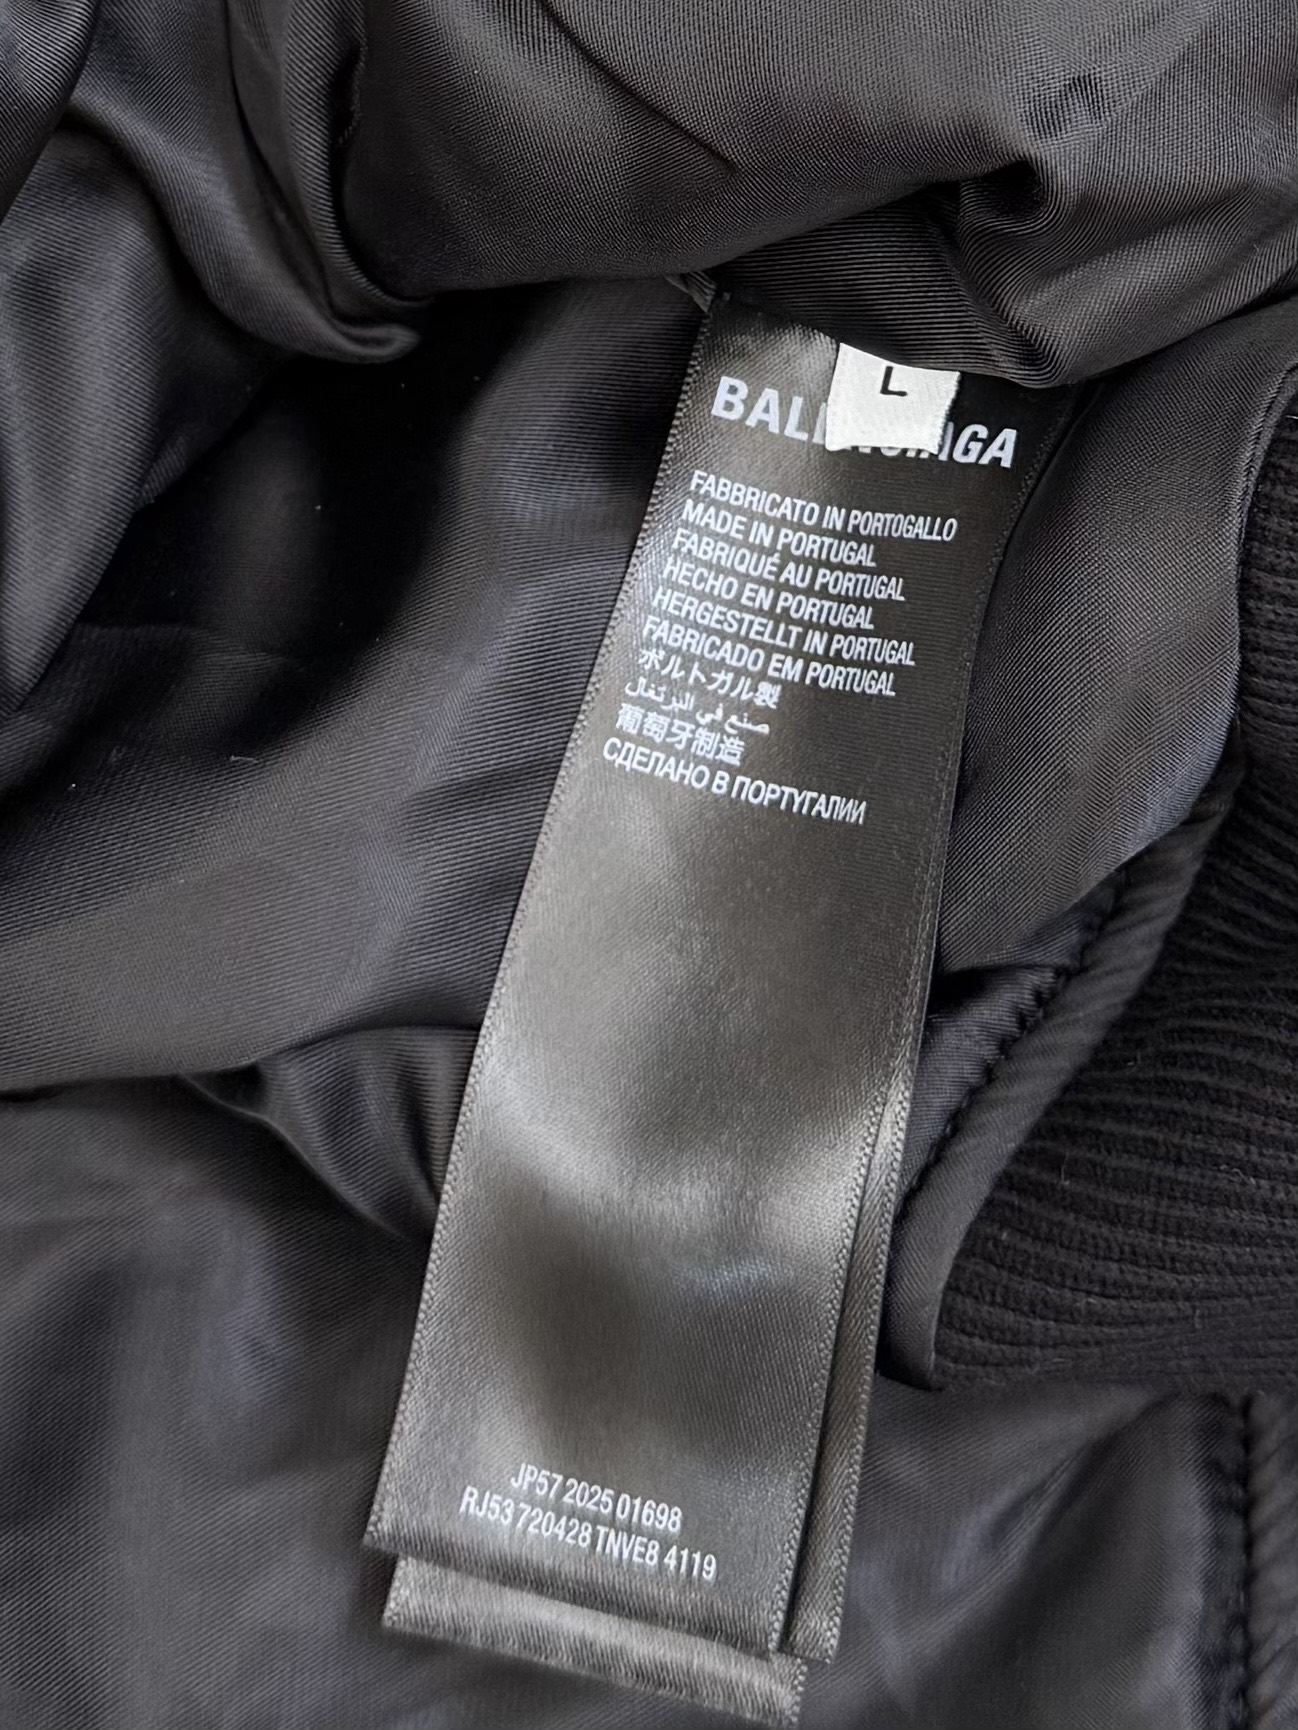 L
BALENCIAGA
FABBRICATO IN PORTOGALLO
MADE IN PORTUGAL
FABRIQUÉ AU PORTUGAL
HECHO EN PORTUGAL
HERGESTELLT IN PORTUGAL
FABRICADO EM PORTUGAL
ポルトガル製
صنع في البرتغال
葡萄牙制造
СДЕЛАНО В ПОРТУГАЛИИ
JP57 2025 01698
RJ53 720428 TNVE8 4119